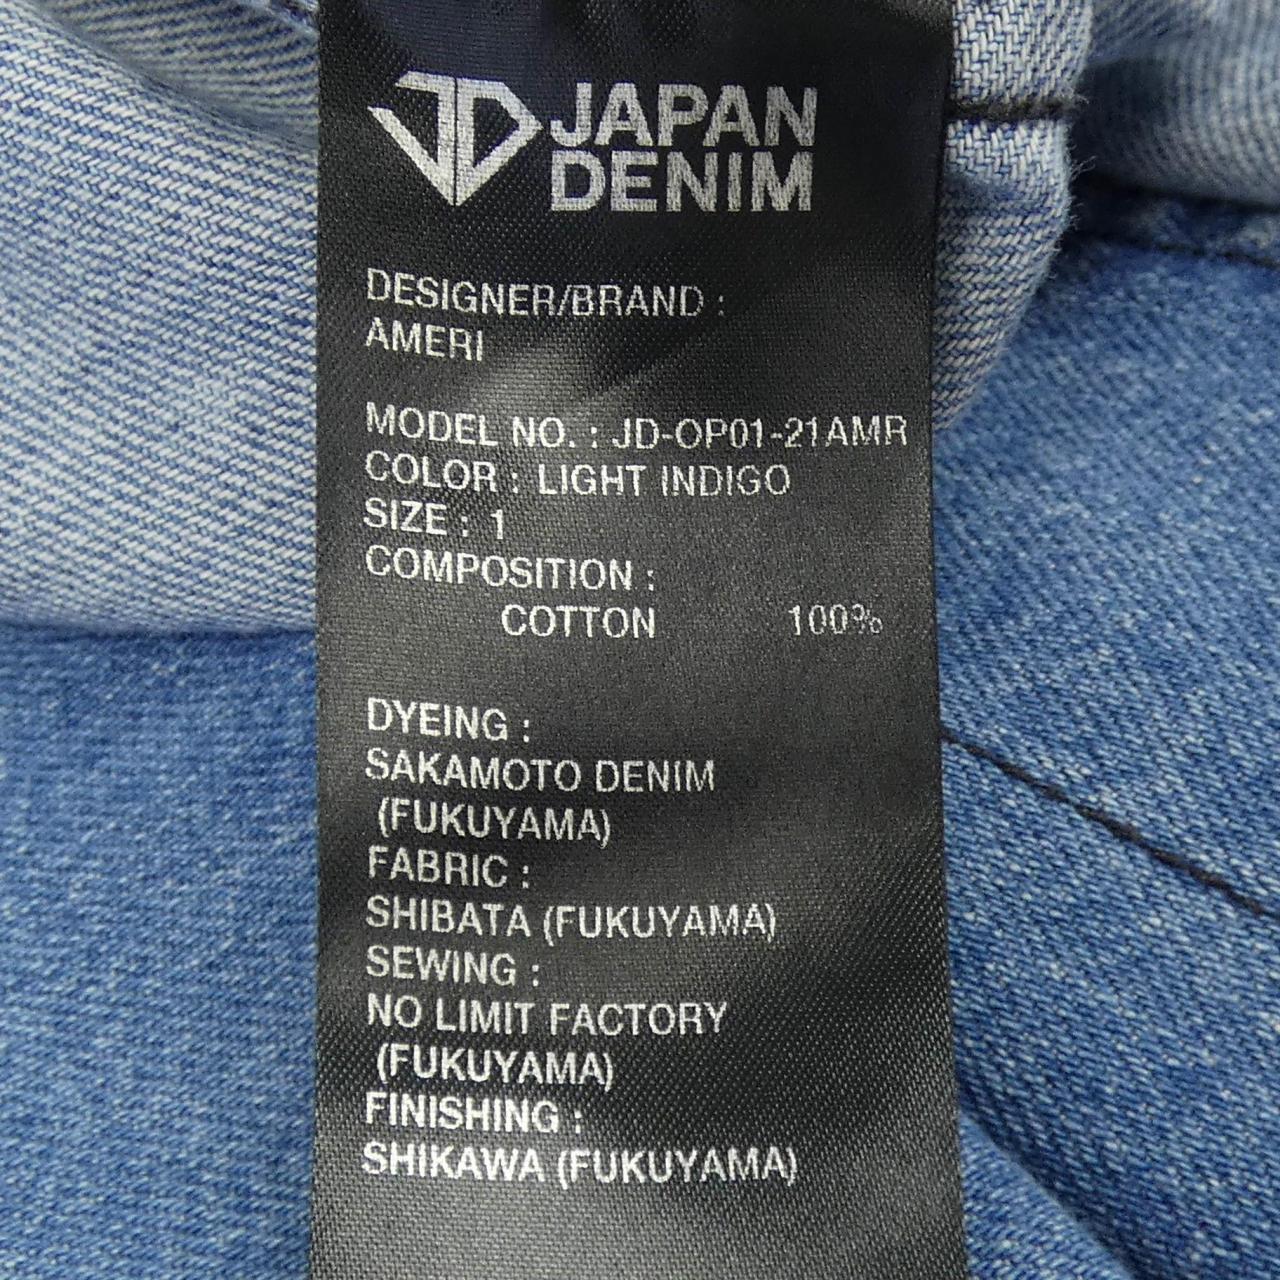 JD JAPAN
DENIM
DESIGNER/BRAND :
AMERI
MODEL NO. : JD-OP01-21AMR
COLOR : LIGHT INDIGO
SIZE : 1
COMPOSITION :
COTTON 100%
DYEING :
SAKAMOTO DENIM
(FUKUYAMA)
FABRIC :
SHIBATA (FUKUYAMA)
SEWING :
NO LIMIT FACTORY
(FUKUYAMA)
FINISHING :
SHIKAWA (FUKUYAMA)